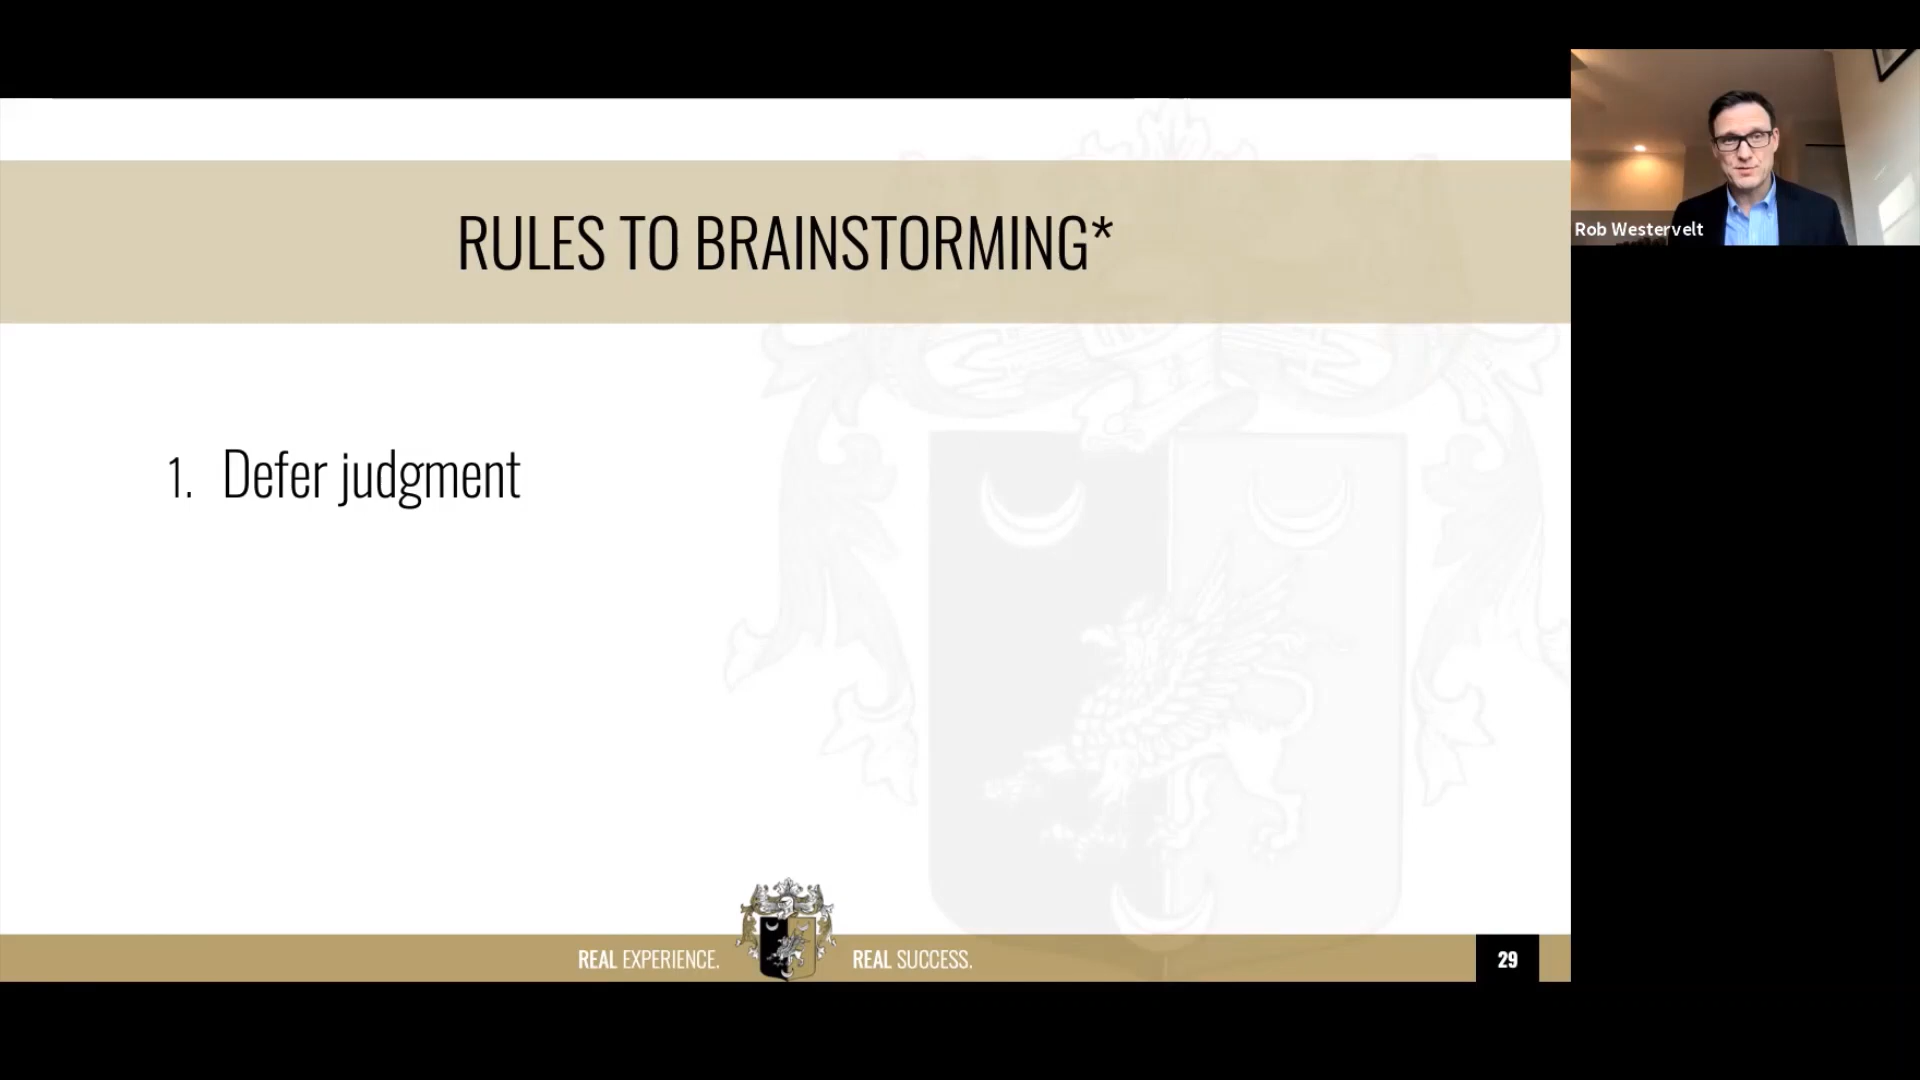 RULES TO BRAINSTORMING*
Rob Westervelt
1. Defer judgment
REAL EXPERIENCE.
REAL SUCCESS.
29